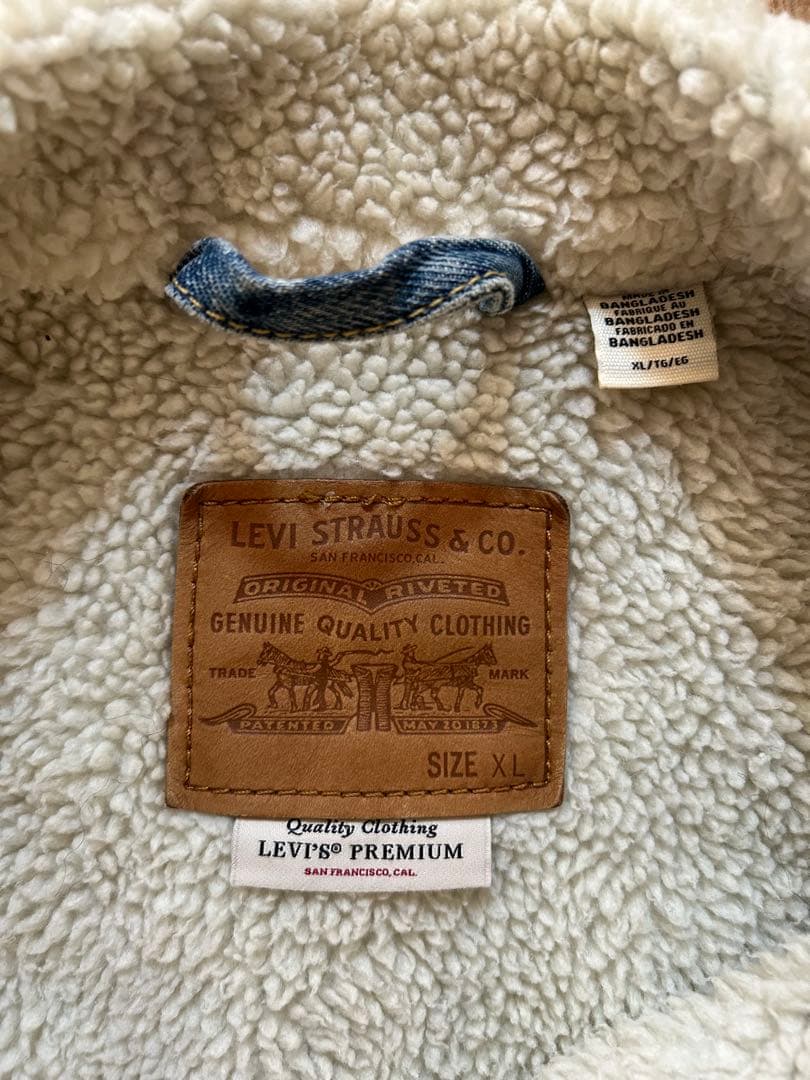 MADE IN
BANGLADESH
FABRIQUE AU
BANGLADESH
FABRICADO EN
BANGLADESH
XL/TG/EG
LEVI STRAUSS & CO.
SAN FRANCISCO, CAL.
ORIGINAL RIVETED
GENUINE QUALITY CLOTHING
TRADE MARK
PATENTED MAY 20 1873
SIZE XL
Quality Clothing
LEVI'S® PREMIUM
SAN FRANCISCO, CAL.